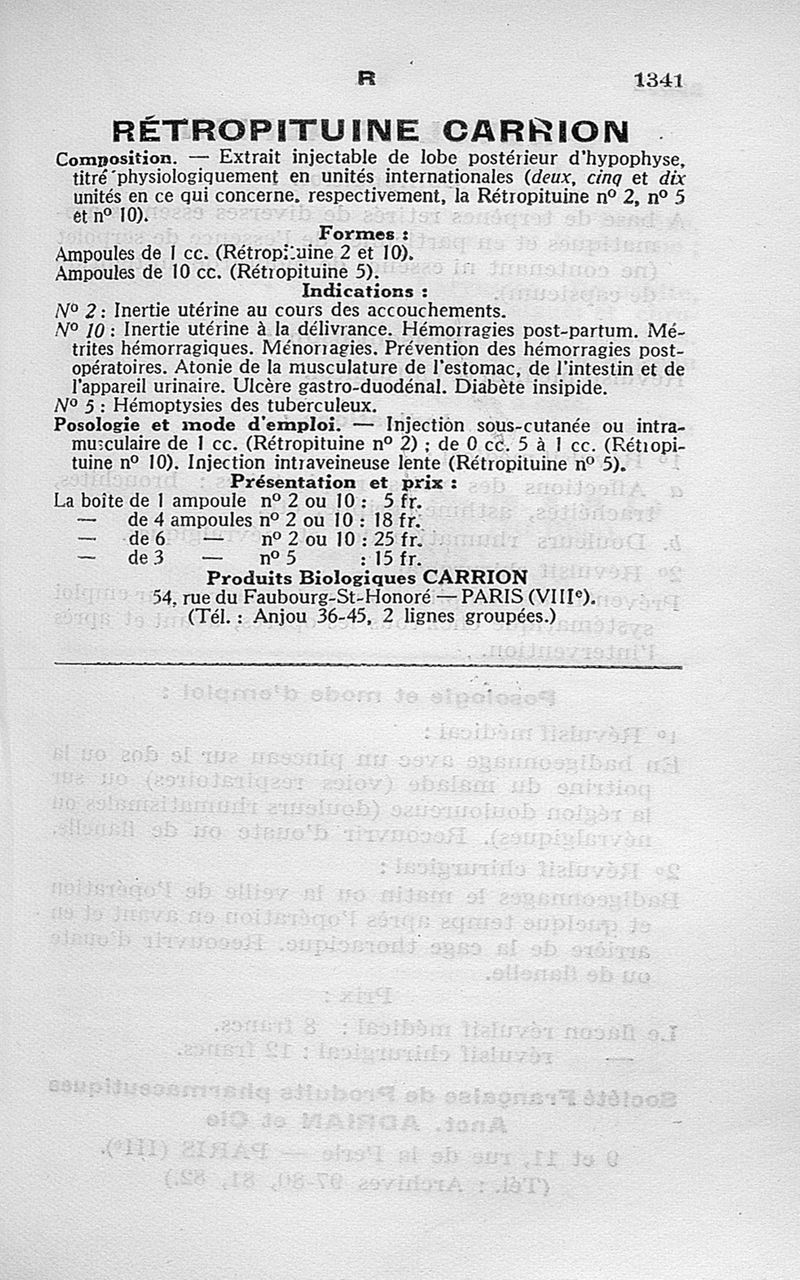 R
1341
RÉTROPITUINE CARRION
Composition. — Extrait injectable de lobe postérieur d'hypophyse,
titré physiologiquement en unités internationales (deux, cinq et dix
unités en ce qui concerne, respectivement, la Rétropituine nº 2, nº 5
et nº 10).
Formes :
Ampoules de 1 cc. (Rétropituine 2 et 10).
Ampoules de 10 cc. (Rétropituine 5).
Indications :
Nº 2 : Inertie utérine au cours des accouchements.
Nº 10 : Inertie utérine à la délivrance. Hémorragies post-partum. Mé-
trites hémorragiques. Ménorragies. Prévention des hémorragies post-
opératoires. Atonie de la musculature de l'estomac, de l'intestin et de
l'appareil urinaire. Ulcère gastro-duodénal. Diabète insipide.
Nº 5 : Hémoptysies des tuberculeux.
Posologie et mode d'emploi. — Injection sous-cutanée ou intra-
musculaire de 1 cc. (Rétropituine nº 2) ; de 0 cc. 5 à 1 cc. (Rétropi-
tuine nº 10). Injection intraveineuse lente (Rétropituine nº 5).
Présentation et prix :
La boîte de 1 ampoule nº 2 ou 10 : 5 fr.
— de 4 ampoules nº 2 ou 10 : 18 fr.
— de 6 — nº 2 ou 10 : 25 fr.
— de 3 — nº 5 : 15 fr.
Produits Biologiques CARRION
54, rue du Faubourg-St-Honoré — PARIS (VIIIe).
(Tél. : Anjou 36-45, 2 lignes groupées.)